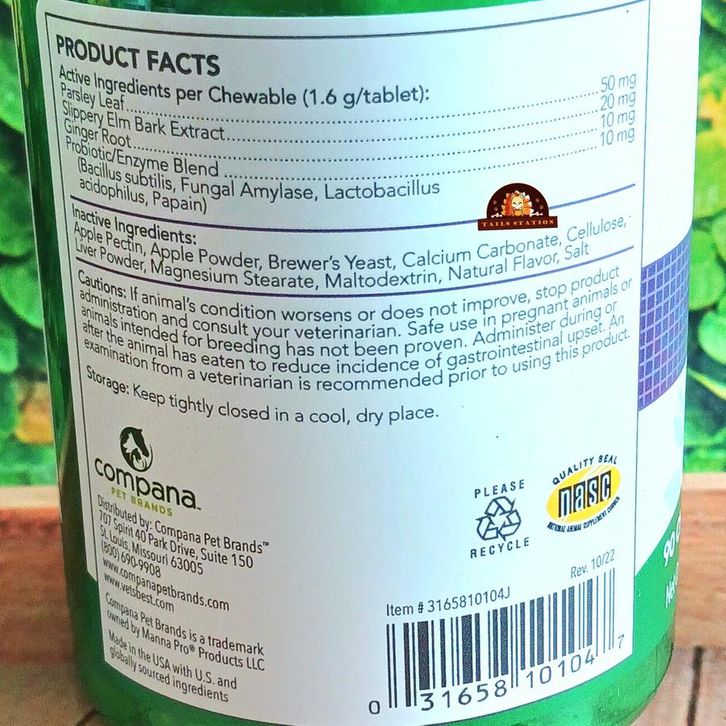 PRODUCT FACTS
Active Ingredients per Chewable (1.6 g/tablet):
Parsley Leaf 50 mg
Slippery Elm Bark Extract 20 mg
Ginger Root 10 mg
Probiotic/Enzyme Blend 10 mg
(Bacillus subtilis, Fungal Amylase, Lactobacillus
acidophilus, Papain)
TAILS STATION
Inactive Ingredients:
Apple Pectin, Apple Powder, Brewer's Yeast, Calcium Carbonate, Cellulose,
Liver Powder, Magnesium Stearate, Maltodextrin, Natural Flavor, Salt
Cautions: If animal's condition worsens or does not improve, stop product
administration and consult your veterinarian. Safe use in pregnant animals or
animals intended for breeding has not been proven. Administer during or
after the animal has eaten to reduce incidence of gastrointestinal upset. An
examination from a veterinarian is recommended prior to using this product.
Storage: Keep tightly closed in a cool, dry place.
compana
PET BRANDS
Distributed by: Compana Pet Brands™
707 Spirit 40 Park Drive, Suite 150
St. Louis, Missouri 63005
(800) 690-9908
www.companapetbrands.com
www.vetsbest.com
Compana Pet Brands is a trademark
owned by Manna Pro® Products LLC
Made in the USA with U.S. and
globally sourced ingredients
PLEASE
RECYCLE
QUALITY SEAL
nasc
NATIONAL ANIMAL SUPPLEMENT COUNCIL
Rev. 10/22
Item # 3165810104J
0 31658 10104 7
90